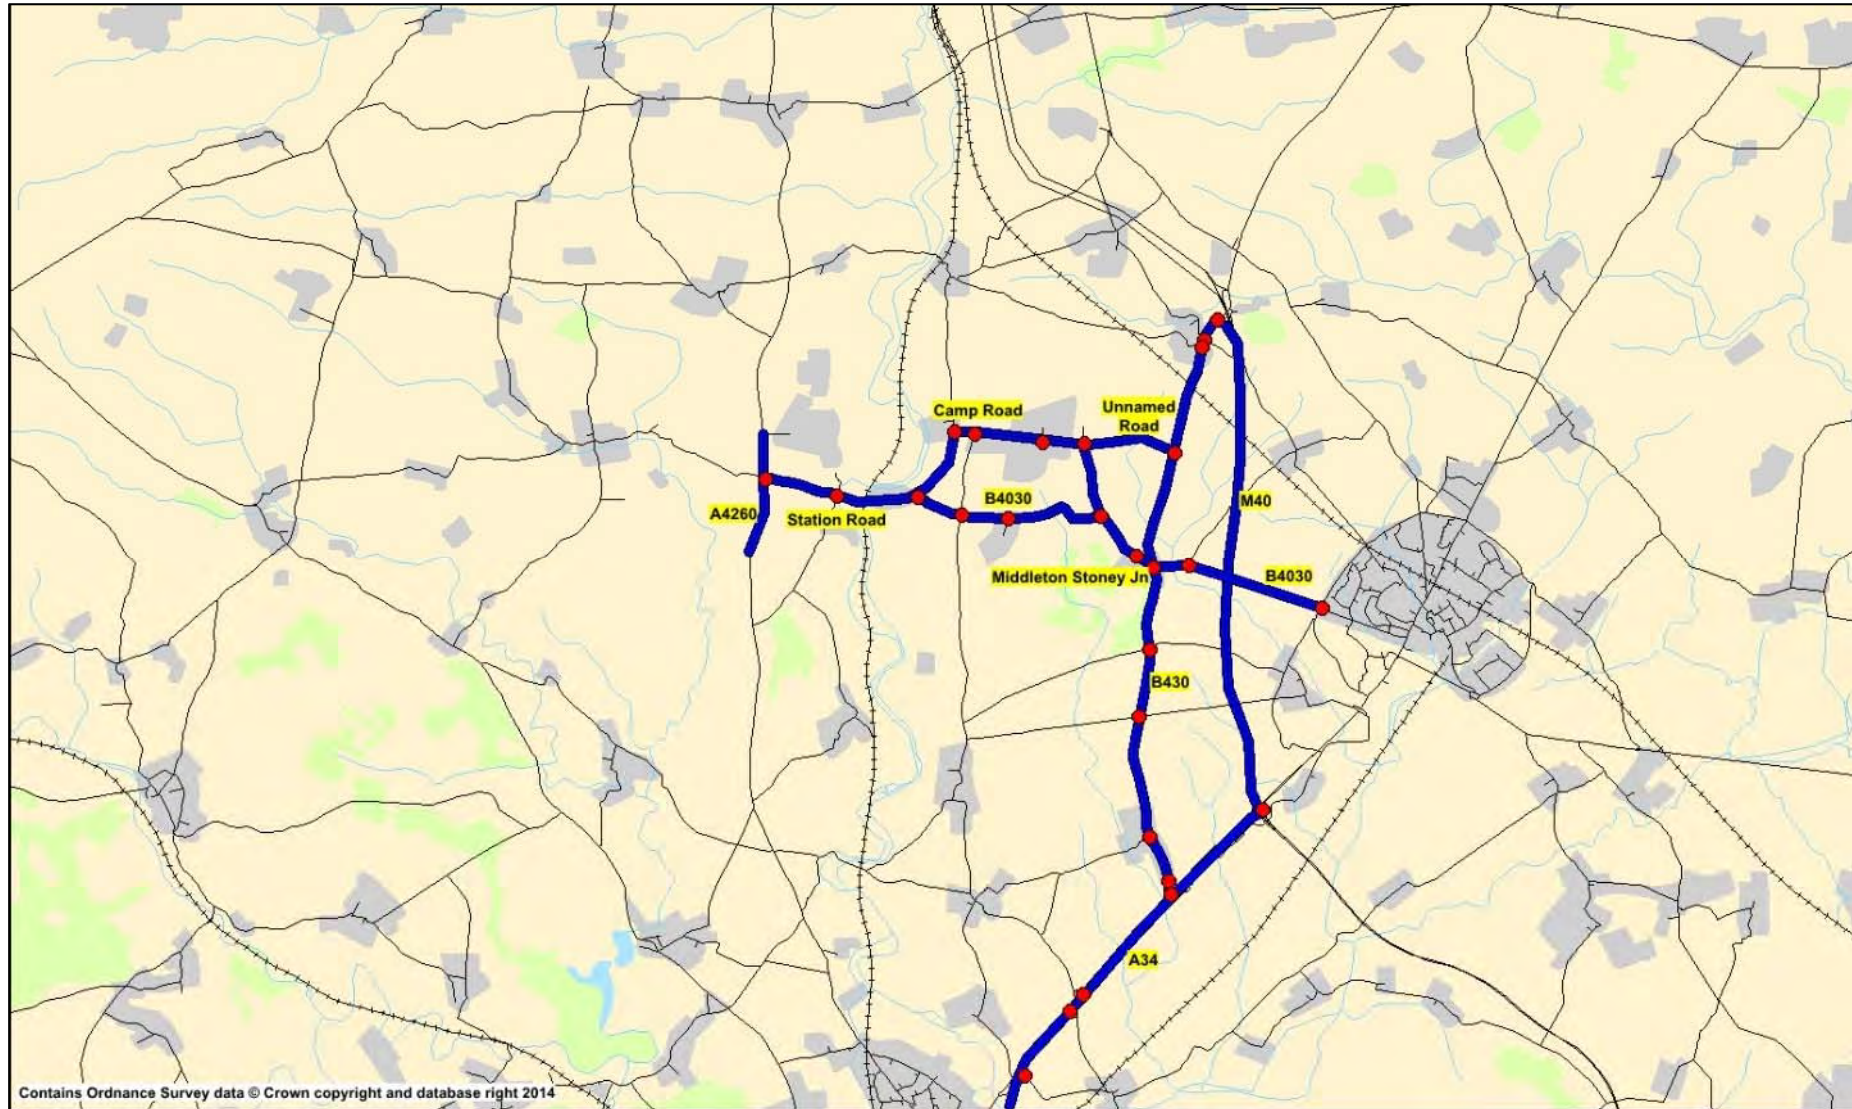 Camp Road
Unnamed
Road
M40
B4030
A4260
Station Road
Middleton Stoney Jn
B4030
B430
A34
Contains Ordnance Survey data © Crown copyright and database right 2014